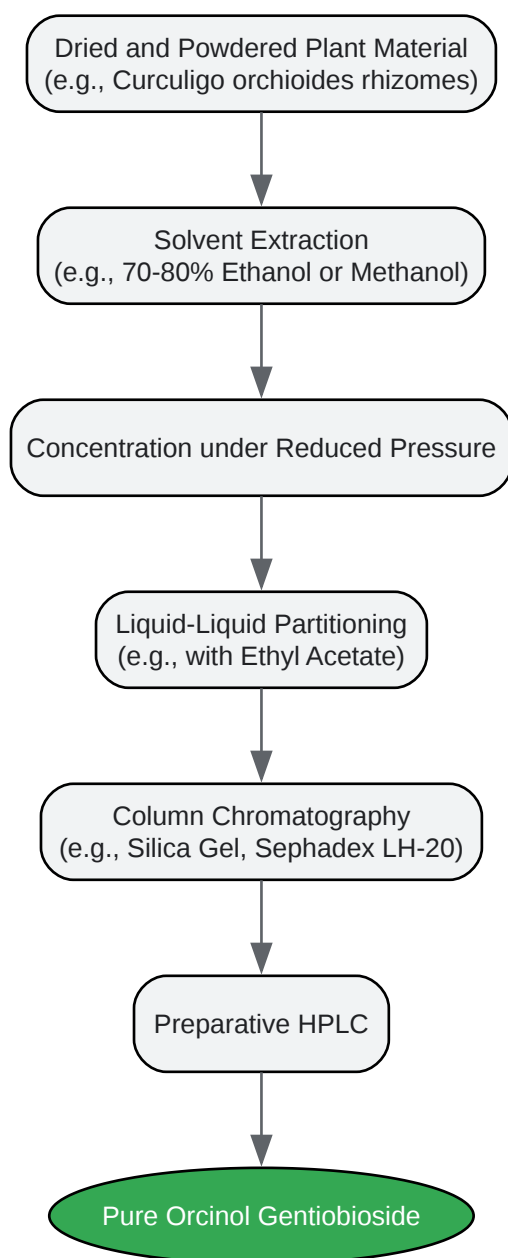 Dried and Powdered Plant Material
(e.g., Curculigo orchioides rhizomes)
Solvent Extraction
(e.g., 70-80% Ethanol or Methanol)
Concentration under Reduced Pressure
Liquid-Liquid Partitioning
(e.g., with Ethyl Acetate)
Column Chromatography
(e.g., Silica Gel, Sephadex LH-20)
Preparative HPLC
Pure Orcinol Gentiobioside